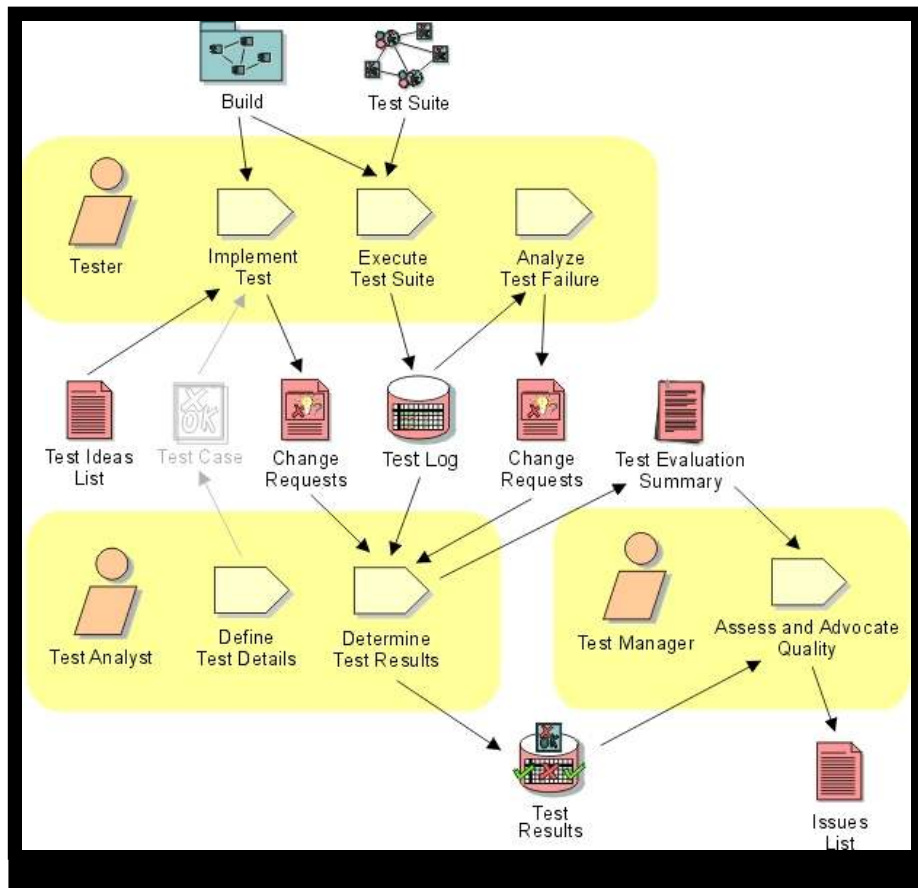 Build
Test Suite
Tester
Implement
Test
Execute
Test Suite
Analyze
Test Failure
Test Ideas
List
Test Case
Change
Requests
Test Log
Change
Requests
Test Evaluation
Summary
Test Analyst
Define
Test Details
Determine
Test Results
Test Manager
Assess and Advocate
Quality
Test
Results
Issues
List